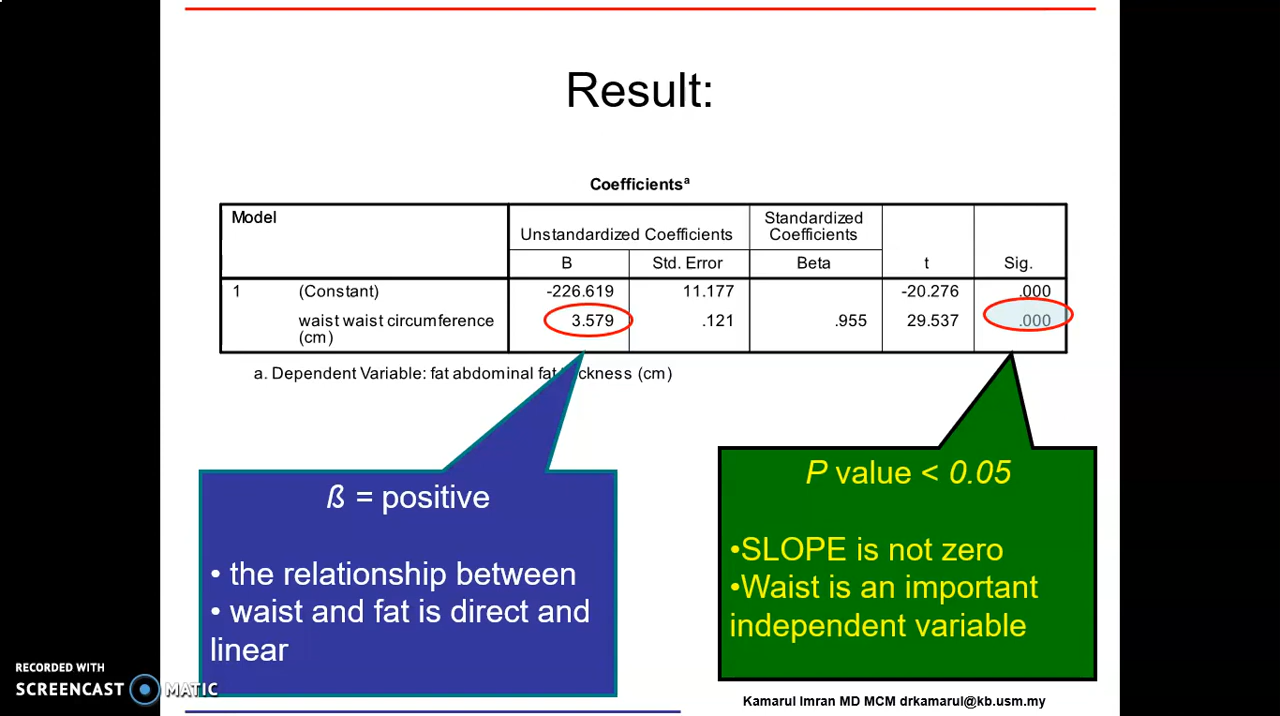 Result:
Coefficientsᵃ
Model Unstandardized Coefficients Standardized Coefficients t Sig.
B Std. Error Beta
1 (Constant) -226.619 11.177 -20.276 .000
waist waist circumference (cm) 3.579 .121 .955 29.537 .000
a. Dependent Variable: fat abdominal fat ckness (cm)
ß = positive
• the relationship between
• waist and fat is direct and
linear
P value < 0.05
•SLOPE is not zero
•Waist is an important
independent variable
RECORDED WITH
SCREENCAST MATIC
Kamarul Imran MD MCM drkamarul@kb.usm.my